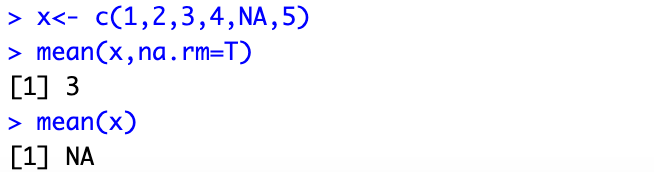 > x<- c(1,2,3,4,NA,5)
> mean(x,na.rm=T)
[1] 3
> mean(x)
[1] NA